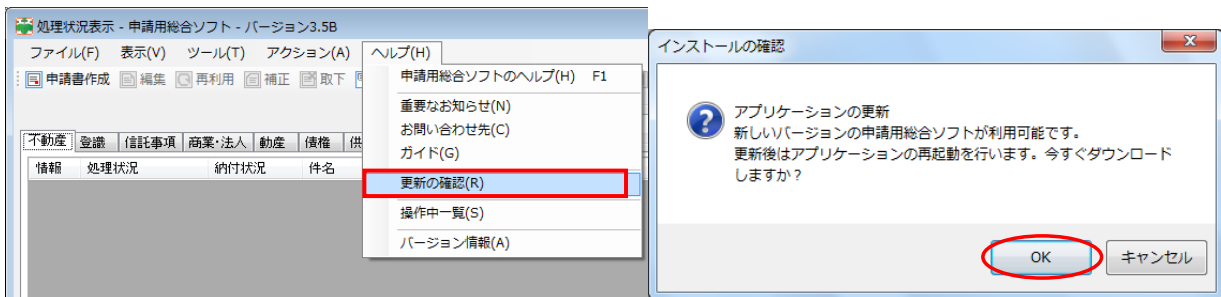 処理状況表示 - 申請用総合ソフト - バージョン3.5B
ファイル(F) 表示(V) ツール(T) アクション(A) ヘルプ(H)
申請書作成 編集 再利用 補正 取下
申請用総合ソフトのヘルプ(H) F1
重要なお知らせ(N)
お問い合わせ先(C)
ガイド(G)
更新の確認(R)
操作中一覧(S)
バージョン情報(A)
不動産 登識 信託事項 商業・法人 動産 債権 供
情報 処理状況 納付状況 件名
インストールの確認
アプリケーションの更新
新しいバージョンの申請用総合ソフトが利用可能です。
更新後はアプリケーションの再起動を行います。今すぐダウンロード
しますか？
OK キャンセル